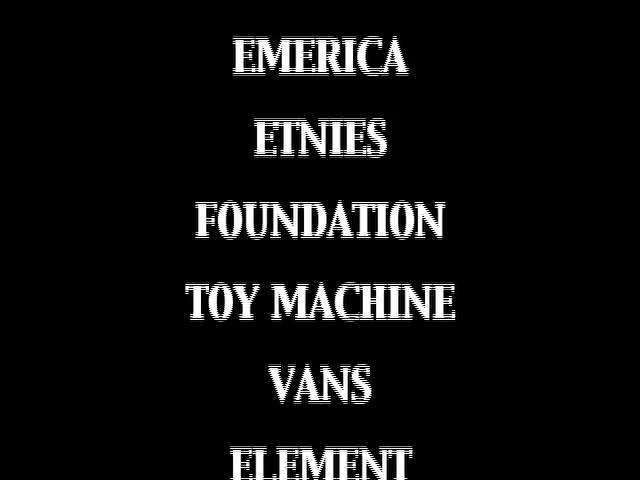 EMERICA
ETNIES
FOUNDATION
TOY MACHINE
VANS
ELEMENT